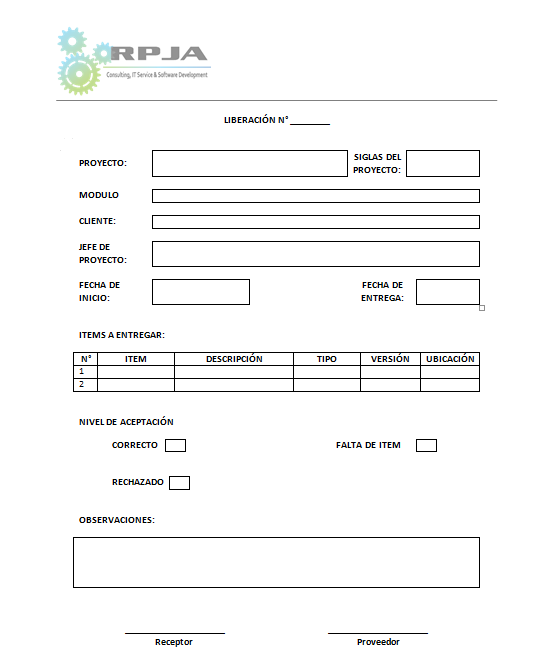 RPJA
Consulting, IT Service & Software Development
LIBERACIÓN N° ________
PROYECTO:
SIGLAS DEL
PROYECTO:
MODULO
CLIENTE:
JEFE DE
PROYECTO:
FECHA DE
INICIO:
FECHA DE
ENTREGA:
ITEMS A ENTREGAR:
N° ITEM DESCRIPCIÓN TIPO VERSIÓN UBICACIÓN
1
2
NIVEL DE ACEPTACIÓN
CORRECTO FALTA DE ITEM
RECHAZADO
OBSERVACIONES:
Receptor Proveedor